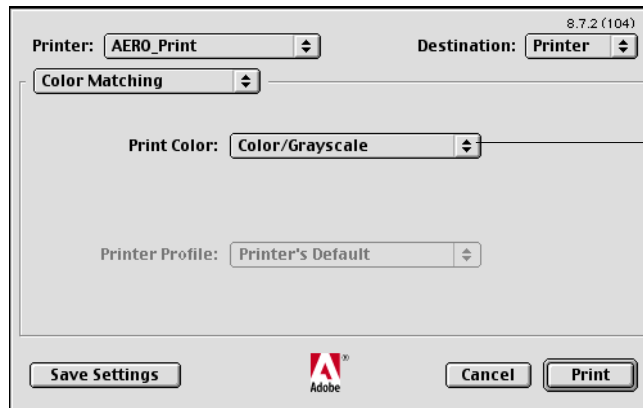 8.7.2 (104)
Printer: AERO_Print Destination: Printer
Color Matching
Print Color: Color/Grayscale
Printer Profile: Printer's Default
Save Settings Adobe ® Cancel Print